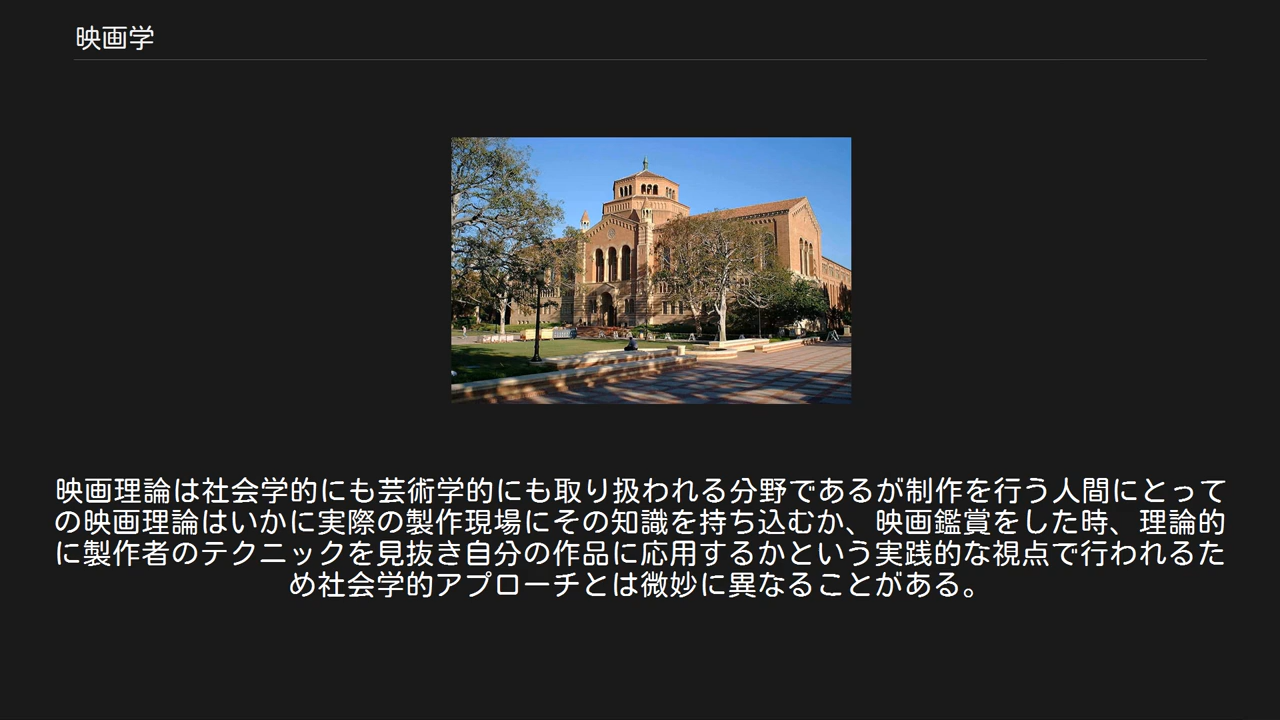 映画学
映画理論は社会学的にも芸術学的にも取り扱われる分野であるが制作を行う人間にとって
の映画理論はいかに実際の製作現場にその知識を持ち込むか、映画鑑賞をした時、理論的
に製作者のテクニックを見抜き自分の作品に応用するかという実践的な視点で行われるた
め社会学的アプローチとは微妙に異なることがある。